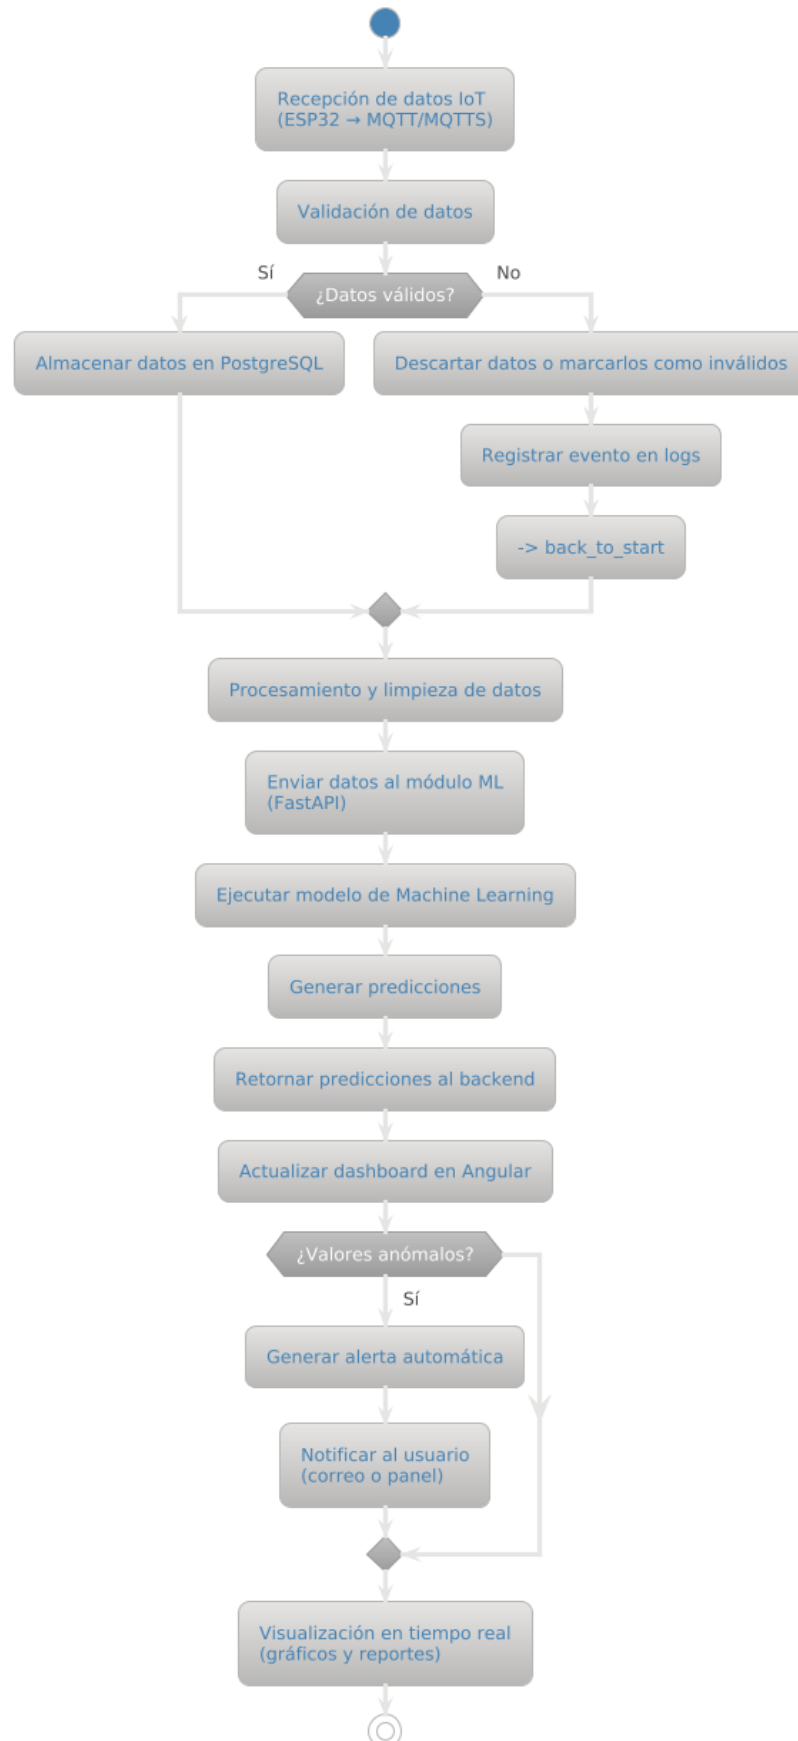 Recepción de datos IoT
(ESP32 → MQTT/MQTTS)
Validación de datos
Sí
¿Datos válidos?
No
Almacenar datos en PostgreSQL
Descartar datos o marcarlos como inválidos
Registrar evento en logs
-> back_to_start
Procesamiento y limpieza de datos
Enviar datos al módulo ML
(FastAPI)
Ejecutar modelo de Machine Learning
Generar predicciones
Retornar predicciones al backend
Actualizar dashboard en Angular
¿Valores anómalos?
Sí
Generar alerta automática
Notificar al usuario
(correo o panel)
Visualización en tiempo real
(gráficos y reportes)